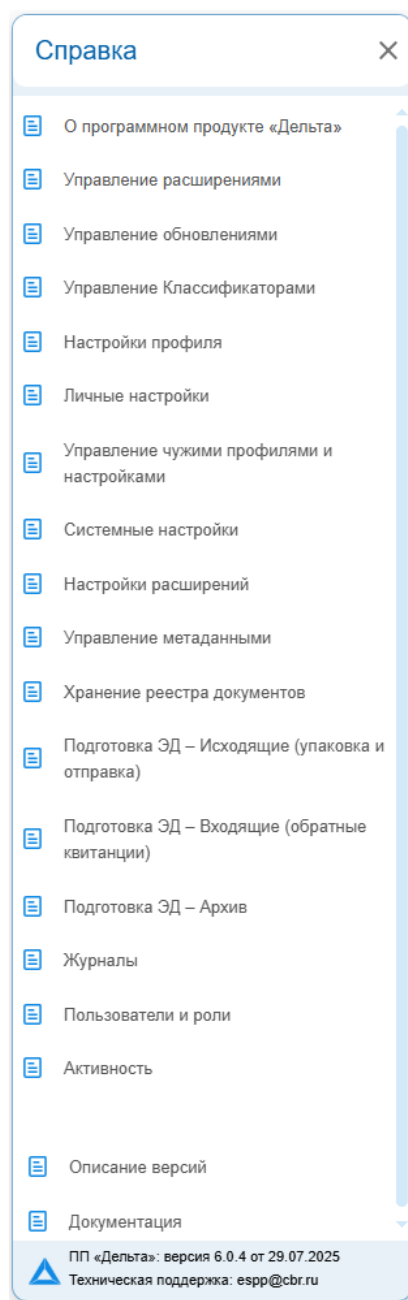 Справка
О программном продукте «Дельта»
Управление расширениями
Управление обновлениями
Управление Классификаторами
Настройки профиля
Личные настройки
Управление чужими профилями и
настройками
Системные настройки
Настройки расширений
Управление метаданными
Хранение реестра документов
Подготовка ЭД – Исходящие (упаковка и
отправка)
Подготовка ЭД – Входящие (обратные
квитанции)
Подготовка ЭД – Архив
Журналы
Пользователи и роли
Активность
Описание версий
Документация
ПП «Дельта»: версия 6.0.4 от 29.07.2025
Техническая поддержка: espp@cbr.ru